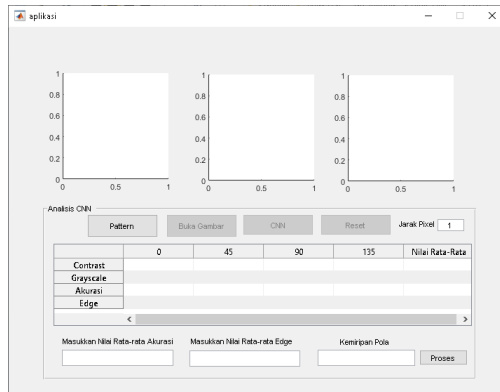 aplikasi
1 1 1
0.8 0.8 0.8
0.6 0.6 0.6
0.4 0.4 0.4
0.2 0.2 0.2
0 0 0
0 0.5 1 0 0.5 1 0 0.5 1
Analisis CNN
Pattern Buka Gambar CNN Reset Jarak Pixel 1
0 45 90 135 Nilai Rata-Rata
Contrast
Grayscale
Akurasi
Edge
Masukkan Nilai Rata-rata Akurasi Masukkan Nilai Rata-rata Edge Kemiripan Pola
Proses